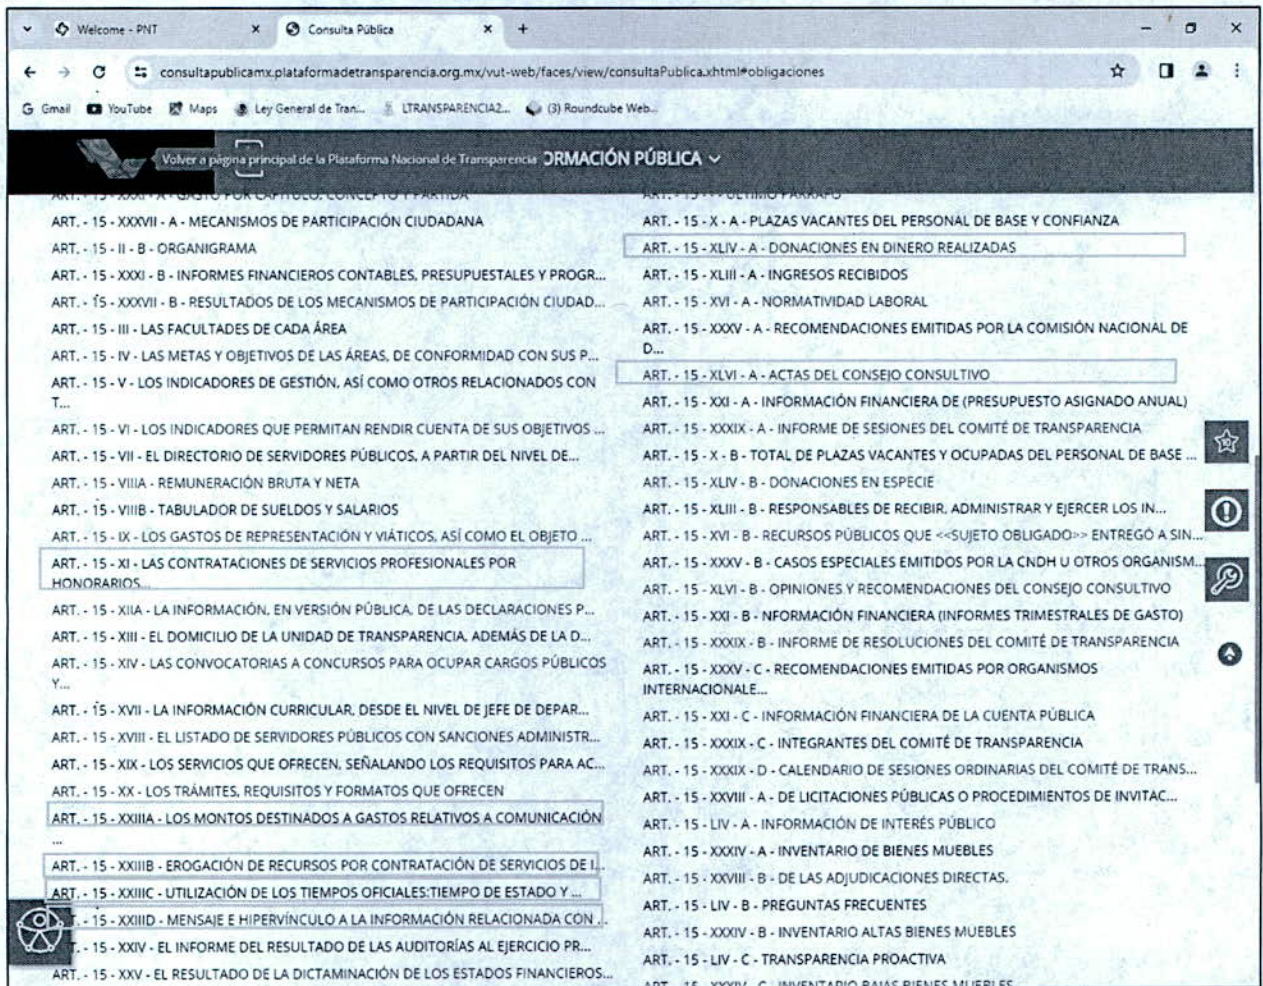 Welcome - PNT
Consulta Pública
consultapublicamx.plataformadetransparencia.org.mx/vut-web/faces/view/consultaPublica.xhtml#obligaciones
Gmail YouTube Maps Ley General de Tran... LTRANSPARENCIA2... (3) Roundcube Web...
Volver a página principal de la Plataforma Nacional de Transparencia ORMACIÓN PÚBLICA
ART. - 15 - XXXI - A - GASTO POR CAPÍTULO, CONCEPTO Y PARTIDA
ART. - 15 - XXXVII - A - MECANISMOS DE PARTICIPACIÓN CIUDADANA
ART. - 15 - II - B - ORGANIGRAMA
ART. - 15 - XXXI - B - INFORMES FINANCIEROS CONTABLES, PRESUPUESTALES Y PROGR...
ART. - 15 - XXXVII - B - RESULTADOS DE LOS MECANISMOS DE PARTICIPACIÓN CIUDAD...
ART. - 15 - III - LAS FACULTADES DE CADA ÁREA
ART. - 15 - IV - LAS METAS Y OBJETIVOS DE LAS ÁREAS, DE CONFORMIDAD CON SUS P...
ART. - 15 - V - LOS INDICADORES DE GESTIÓN, ASÍ COMO OTROS RELACIONADOS CON
T...
ART. - 15 - VI - LOS INDICADORES QUE PERMITAN RENDIR CUENTA DE SUS OBJETIVOS ...
ART. - 15 - VII - EL DIRECTORIO DE SERVIDORES PÚBLICOS, A PARTIR DEL NIVEL DE...
ART. - 15 - VIIIA - REMUNERACIÓN BRUTA Y NETA
ART. - 15 - VIIIB - TABULADOR DE SUELDOS Y SALARIOS
ART. - 15 - IX - LOS GASTOS DE REPRESENTACIÓN Y VIÁTICOS, ASÍ COMO EL OBJETO ...
ART. - 15 - XI - LAS CONTRATACIONES DE SERVICIOS PROFESIONALES POR
HONORARIOS...
ART. - 15 - XIIA - LA INFORMACIÓN, EN VERSIÓN PÚBLICA, DE LAS DECLARACIONES P...
ART. - 15 - XIII - EL DOMICILIO DE LA UNIDAD DE TRANSPARENCIA, ADEMÁS DE LA D...
ART. - 15 - XIV - LAS CONVOCATORIAS A CONCURSOS PARA OCUPAR CARGOS PÚBLICOS
Y...
ART. - 15 - XVII - LA INFORMACIÓN CURRICULAR, DESDE EL NIVEL DE JEFE DE DEPAR...
ART. - 15 - XVIII - EL LISTADO DE SERVIDORES PÚBLICOS CON SANCIONES ADMINISTR...
ART. - 15 - XIX - LOS SERVICIOS QUE OFRECEN, SEÑALANDO LOS REQUISITOS PARA AC...
ART. - 15 - XX - LOS TRÁMITES, REQUISITOS Y FORMATOS QUE OFRECEN
ART. - 15 - XXIIIA - LOS MONTOS DESTINADOS A GASTOS RELATIVOS A COMUNICACIÓN
...
ART. - 15 - XXIIIB - EROGACIÓN DE RECURSOS POR CONTRATACIÓN DE SERVICIOS DE I...
ART. - 15 - XXIIIC - UTILIZACIÓN DE LOS TIEMPOS OFICIALES:TIEMPO DE ESTADO Y ...
T. - 15 - XXIIID - MENSAJE E HIPERVÍNCULO A LA INFORMACIÓN RELACIONADA CON ...
T. - 15 - XXIV - EL INFORME DEL RESULTADO DE LAS AUDITORÍAS AL EJERCICIO PR...
ART. - 15 - XXV - EL RESULTADO DE LA DICTAMINACIÓN DE LOS ESTADOS FINANCIEROS...
ART. - 15 - - - ÚLTIMO PÁRRAFO
ART. - 15 - X - A - PLAZAS VACANTES DEL PERSONAL DE BASE Y CONFIANZA
ART. - 15 - XLIV - A - DONACIONES EN DINERO REALIZADAS
ART. - 15 - XLIII - A - INGRESOS RECIBIDOS
ART. - 15 - XVI - A - NORMATIVIDAD LABORAL
ART. - 15 - XXXV - A - RECOMENDACIONES EMITIDAS POR LA COMISIÓN NACIONAL DE
D...
ART. - 15 - XLVI - A - ACTAS DEL CONSEJO CONSULTIVO
ART. - 15 - XXI - A - INFORMACIÓN FINANCIERA DE (PRESUPUESTO ASIGNADO ANUAL)
ART. - 15 - XXXIX - A - INFORME DE SESIONES DEL COMITÉ DE TRANSPARENCIA
ART. - 15 - X - B - TOTAL DE PLAZAS VACANTES Y OCUPADAS DEL PERSONAL DE BASE ...
ART. - 15 - XLIV - B - DONACIONES EN ESPECIE
ART. - 15 - XLIII - B - RESPONSABLES DE RECIBIR, ADMINISTRAR Y EJERCER LOS IN...
ART. - 15 - XVI - B - RECURSOS PÚBLICOS QUE <<SUJETO OBLIGADO>> ENTREGÓ A SIN...
ART. - 15 - XXXV - B - CASOS ESPECIALES EMITIDOS POR LA CNDH U OTROS ORGANISM...
ART. - 15 - XLVI - B - OPINIONES Y RECOMENDACIONES DEL CONSEJO CONSULTIVO
ART. - 15 - XXI - B - NFORMACIÓN FINANCIERA (INFORMES TRIMESTRALES DE GASTO)
ART. - 15 - XXXIX - B - INFORME DE RESOLUCIONES DEL COMITÉ DE TRANSPARENCIA
ART. - 15 - XXXV - C - RECOMENDACIONES EMITIDAS POR ORGANISMOS
INTERNACIONALE...
ART. - 15 - XXI - C - INFORMACIÓN FINANCIERA DE LA CUENTA PÚBLICA
ART. - 15 - XXXIX - C - INTEGRANTES DEL COMITÉ DE TRANSPARENCIA
ART. - 15 - XXXIX - D - CALENDARIO DE SESIONES ORDINARIAS DEL COMITÉ DE TRANS...
ART. - 15 - XXVIII - A - DE LICITACIONES PÚBLICAS O PROCEDIMIENTOS DE INVITAC...
ART. - 15 - LIV - A - INFORMACIÓN DE INTERÉS PÚBLICO
ART. - 15 - XXXIV - A - INVENTARIO DE BIENES MUEBLES
ART. - 15 - XXVIII - B - DE LAS ADJUDICACIONES DIRECTAS.
ART. - 15 - LIV - B - PREGUNTAS FRECUENTES
ART. - 15 - XXXIV - B - INVENTARIO ALTAS BIENES MUEBLES
ART. - 15 - LIV - C - TRANSPARENCIA PROACTIVA
ART. - 15 - XXXIV - C - INVENTARIO BAJAS BIENES MUEBLES